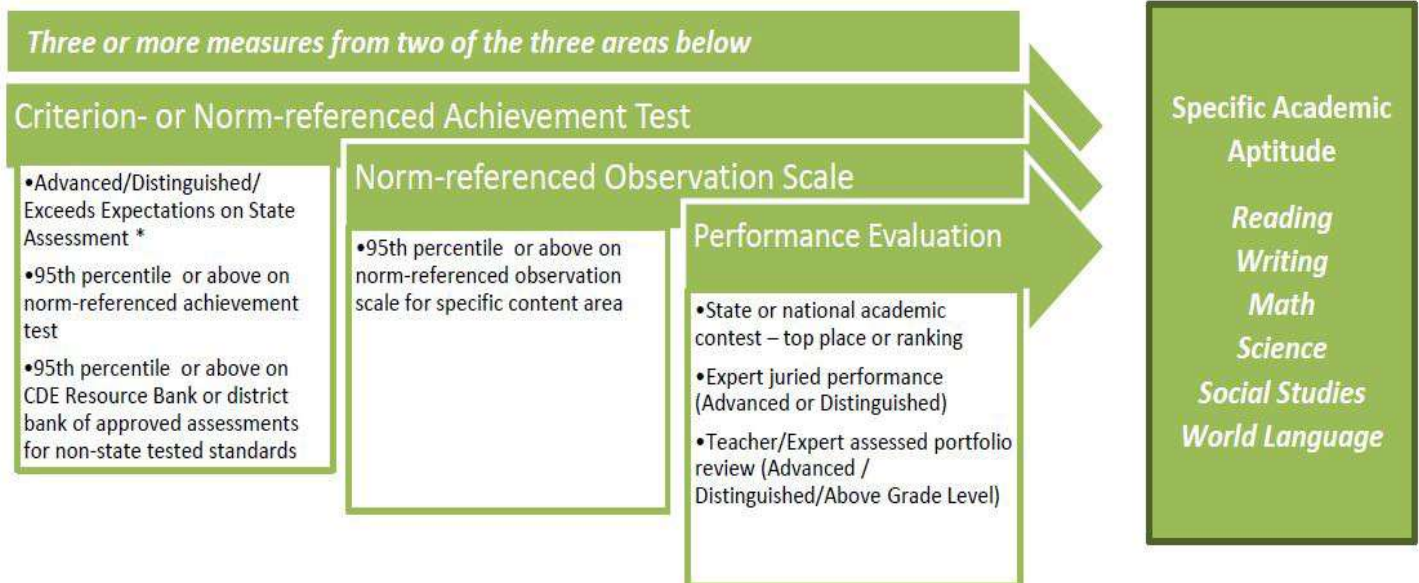 Three or more measures from two of the three areas below
Criterion- or Norm-referenced Achievement Test
•Advanced/Distinguished/
Exceeds Expectations on State
Assessment *
•95th percentile or above on
norm-referenced achievement
test
•95th percentile or above on
CDE Resource Bank or district
bank of approved assessments
for non-state tested standards
Norm-referenced Observation Scale
•95th percentile or above on
norm-referenced observation
scale for specific content area
Performance Evaluation
•State or national academic
contest – top place or ranking
•Expert juried performance
(Advanced or Distinguished)
•Teacher/Expert assessed portfolio
review (Advanced /
Distinguished/Above Grade Level)
Specific Academic
Aptitude
Reading
Writing
Math
Science
Social Studies
World Language